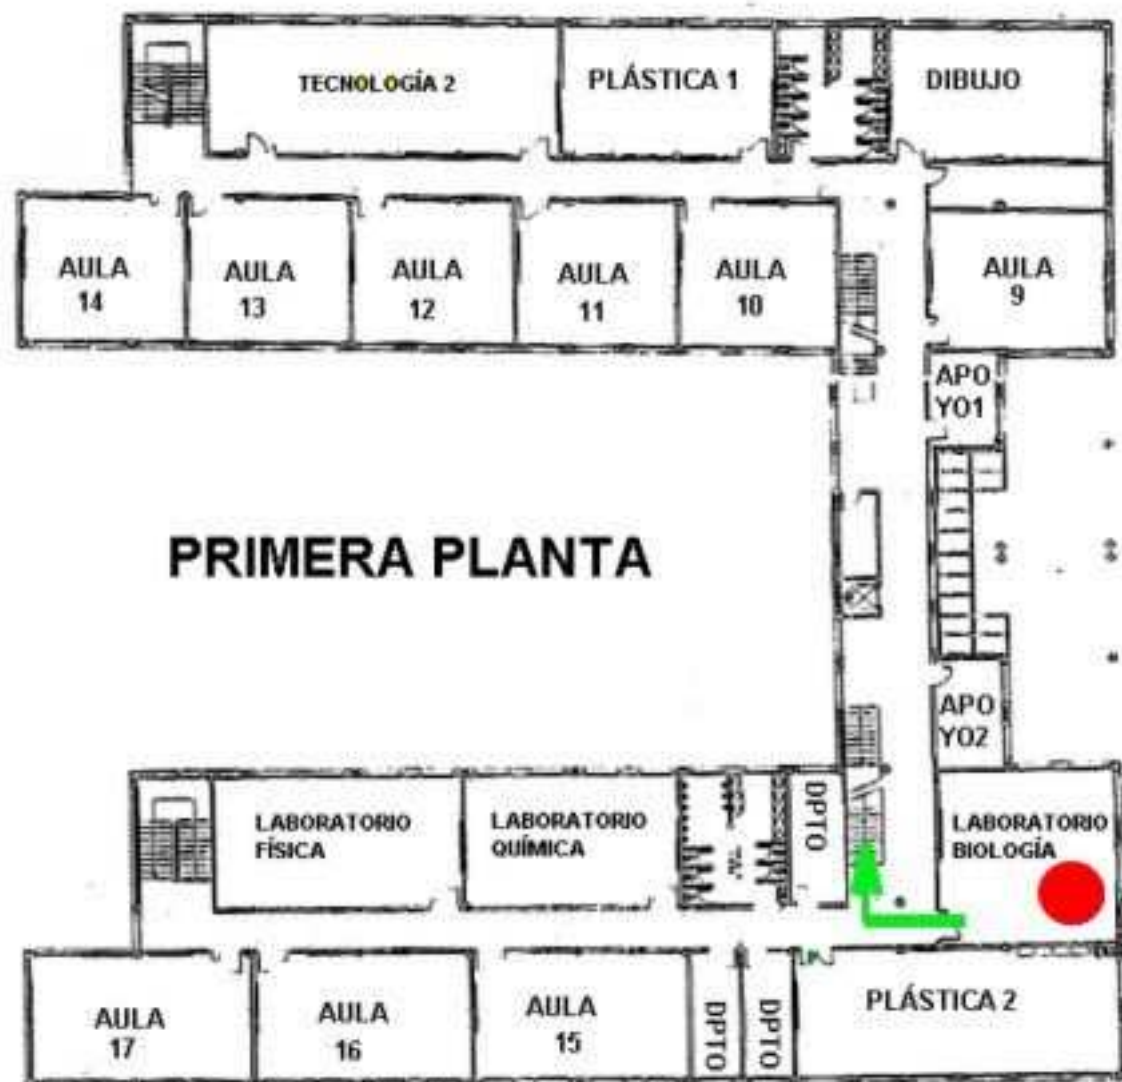 TECNOLOGÍA 2
PLÁSTICA 1
DIBUJO
AULA
14
AULA
13
AULA
12
AULA
11
AULA
10
AULA
9
APO
YO1
PRIMERA PLANTA
APO
YO2
LABORATORIO
FÍSICA
LABORATORIO
QUÍMICA
DPTO
LABORATORIO
BIOLOGÍA
AULA
17
AULA
16
AULA
15
DPTO
DPTO
PLÁSTICA 2